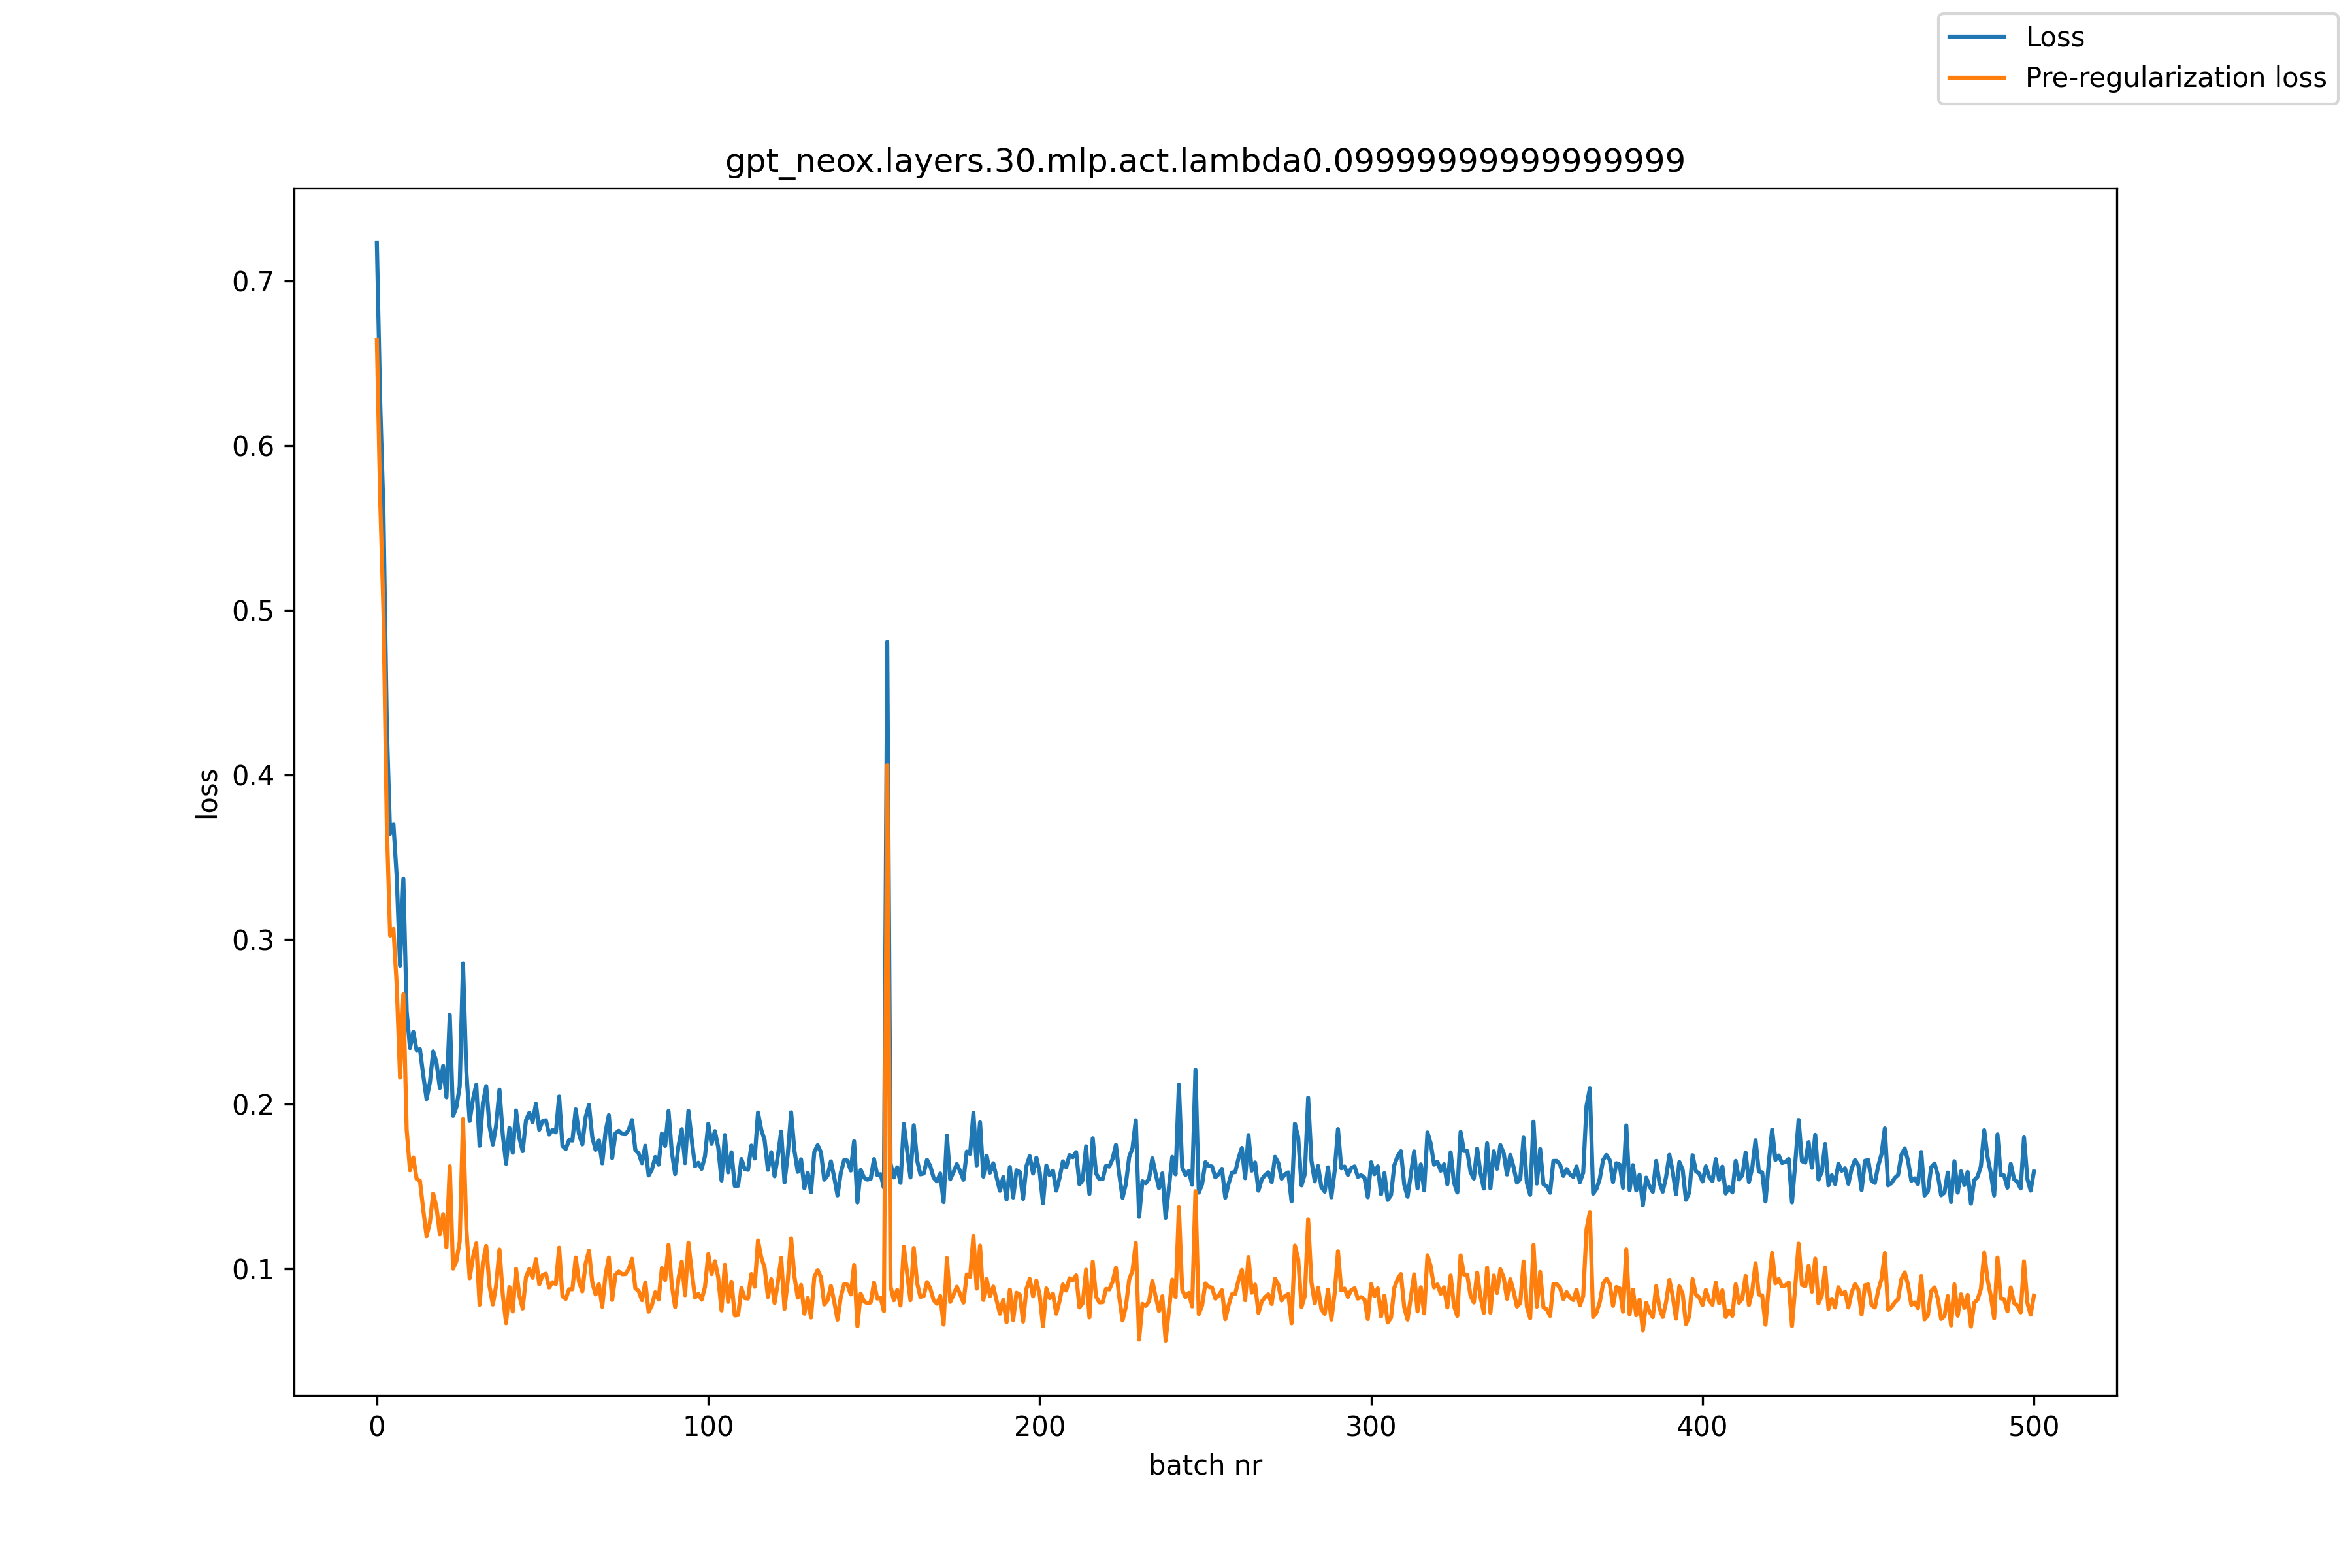 Loss
Pre-regularization loss
gpt_neox.layers.30.mlp.act.lambda0.09999999999999999
0.7
0.6
0.5
0.4
0.3
0.2
0.1
loss
0 100 200 300 400 500
batch nr